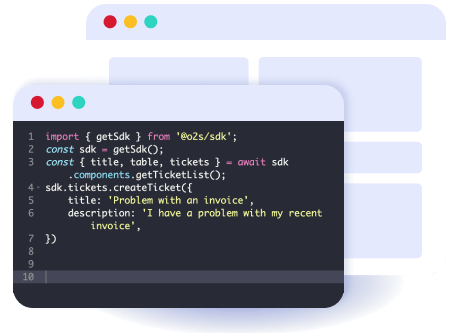 1 import { getSdk } from '@o2s/sdk';
2 const sdk = getSdk();
3 const { title, table, tickets } = await sdk
.components.getTicketList();
4 sdk.tickets.createTicket({
5 title: 'Problem with an invoice',
6 description: 'I have a problem with my recent
invoice',
7 })
8
9
10